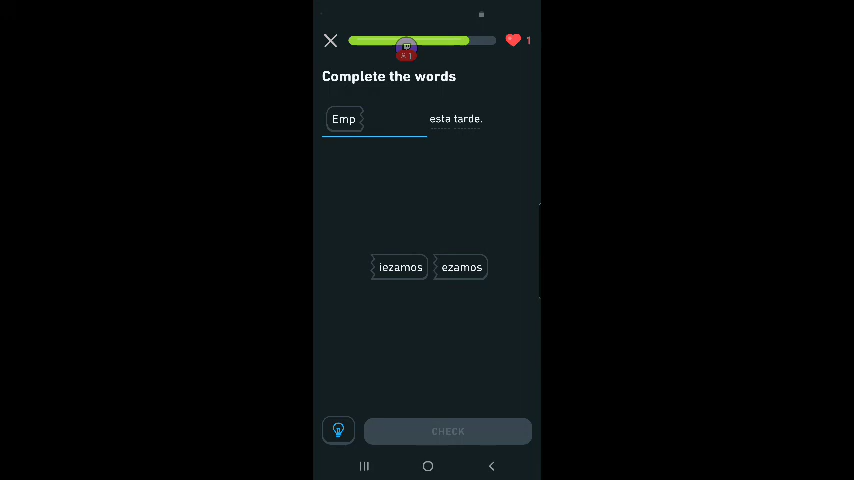 1
Complete the words
Emp esta tarde.
iezamos ezamos
CHECK